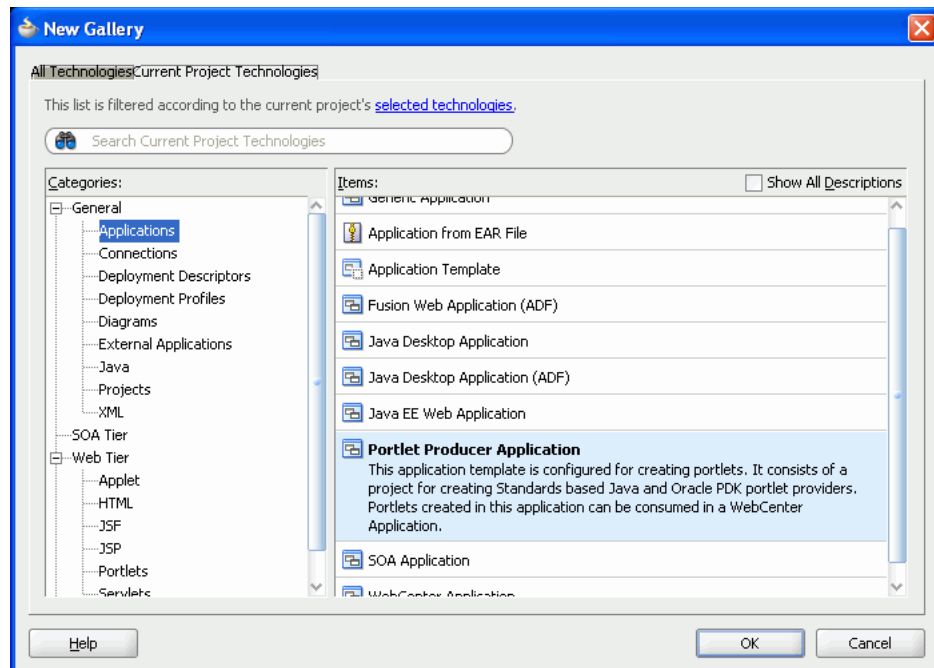 New Gallery
All Technologies Current Project Technologies
This list is filtered according to the current project's selected technologies.
Search Current Project Technologies
Categories:
General
Applications
Connections
Deployment Descriptors
Deployment Profiles
Diagrams
External Applications
Java
Projects
XML
SOA Tier
Web Tier
Applet
HTML
JSF
JSP
Portlets
Servlets
Items:
Show All Descriptions
Generic Application
Application from EAR File
Application Template
Fusion Web Application (ADF)
Java Desktop Application
Java Desktop Application (ADF)
Java EE Web Application
Portlet Producer Application
This application template is configured for creating portlets. It consists of a
project for creating Standards based Java and Oracle PDK portlet providers.
Portlets created in this application can be consumed in a WebCenter
Application.
SOA Application
WebCenter Application
Help
OK
Cancel